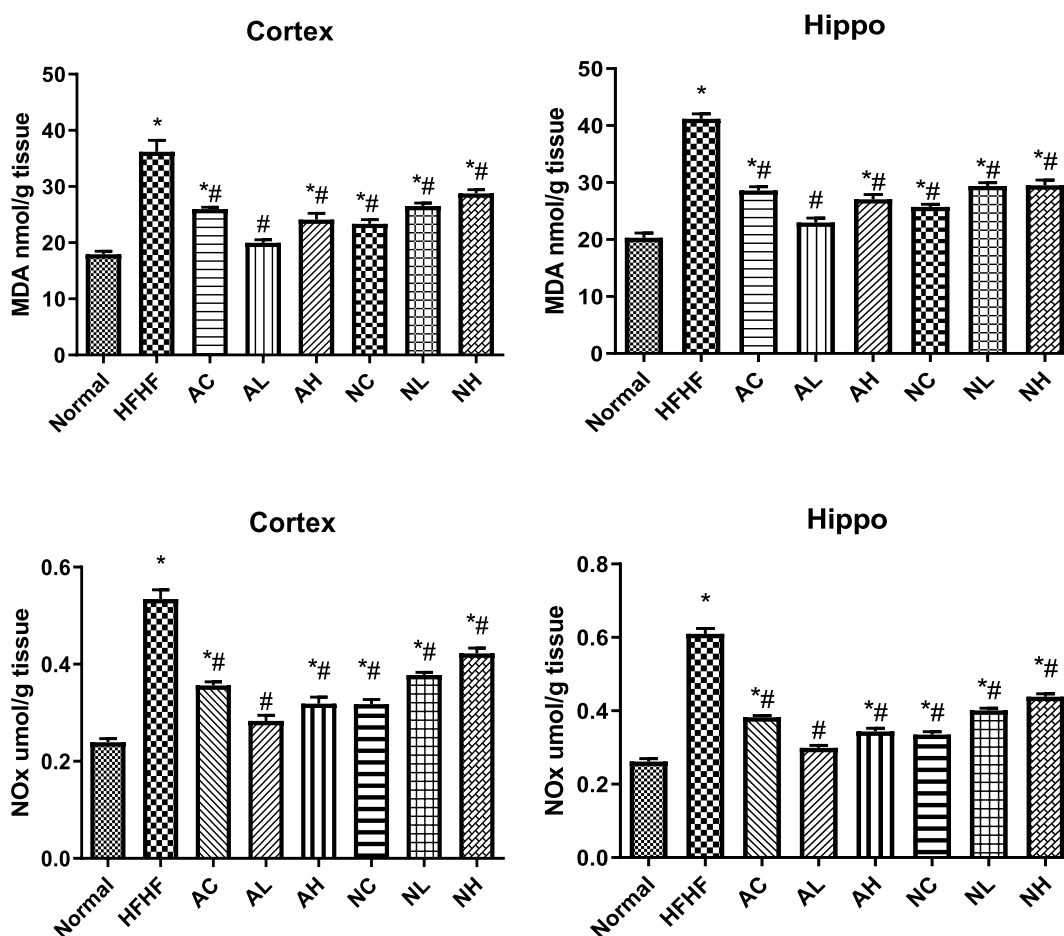 Cortex
MDA nmol/g tissue
50
40
30
20
10
0
*
*#
#
*#
*#
*#
*#
Normal
HFHF
AC
AL
AH
NC
NL
NH
Hippo
MDA nmol/g tissue
50
40
30
20
10
0
*
*#
#
*#
*#
*#
*#
Normal
HFHF
AC
AL
AH
NC
NL
NH
Cortex
NOx umol/g tissue
0.6
0.4
0.2
0.0
*
*#
#
*#
*#
*#
*#
Normal
HFHF
AC
AL
AH
NC
NL
NH
Hippo
NOx umol/g tissue
0.8
0.6
0.4
0.2
0.0
*
*#
#
*#
*#
*#
*#
Normal
HFHF
AC
AL
AH
NC
NL
NH